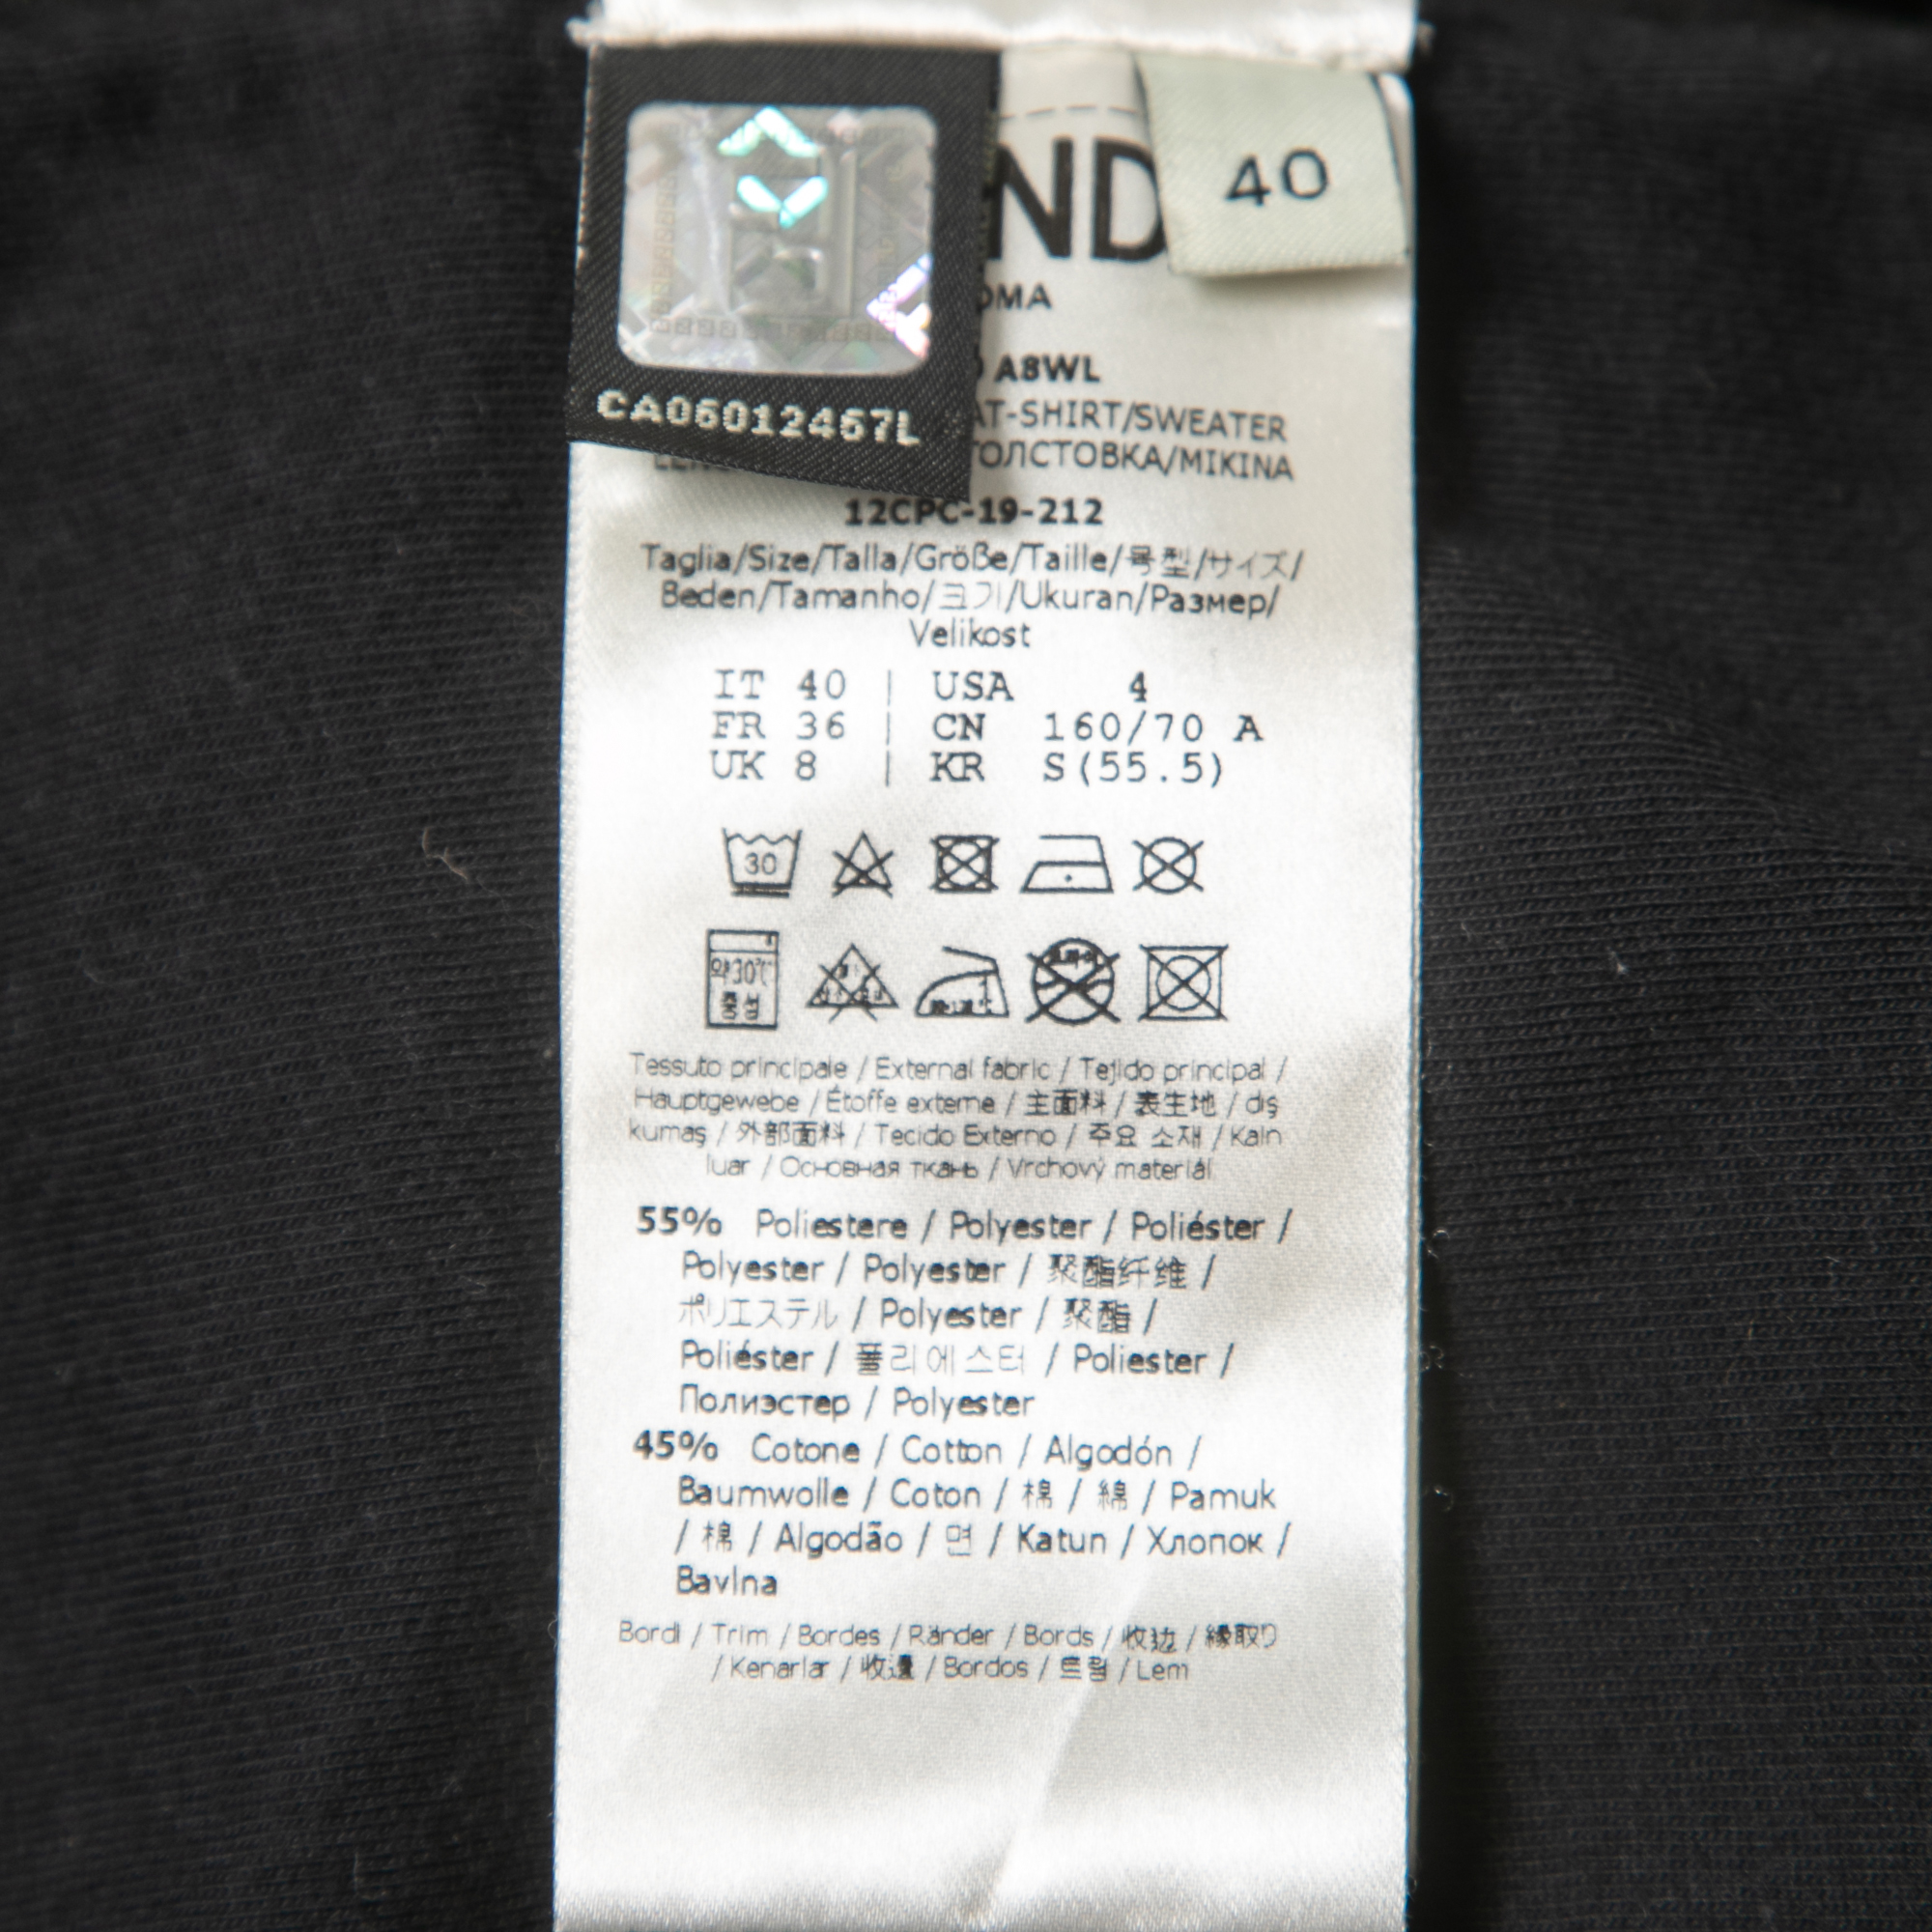 40
ND
OMA
A8WL
CA06012467L
AT-SHIRT/SWEATER
ТОЛСТОВКА/MIKINA
12CPC-19-212
Taglia/Size/Talla/Größe/Taille/号型/サイズ/
Beden/Tamanho/크기/Ukuran/Размер/
Velikost
IT 40 | USA 4
FR 36 | CN 160/70 A
UK 8 | KR S(55.5)
30
약30℃
중성
Tessuto principale / External fabric / Tejido principal /
Hauptgewebe / Étoffe externe / 主面料 / 表生地 / dış
kumaş / 外部面料 / Tecido Externo / 주요 소재 / Kain
luar / Основная ткань / Vrchový materiál
55% Poliestere / Polyester / Poliéster /
Polyester / Polyester / 聚酯纤维 /
ポリエステル / Polyester / 聚酯 /
Poliéster / 폴리에스터 / Poliester /
Полиэстер / Polyester
45% Cotone / Cotton / Algodón /
Baumwolle / Coton / 棉 / 綿 / Pamuk
/ 棉 / Algodão / 면 / Katun / Хлопок /
Bavlna
Bordi / Trim / Bordes / Ränder / Bords / 收边 / 縁取り
/ Kenarlar / 收邊 / Bordos / 트림 / Lem